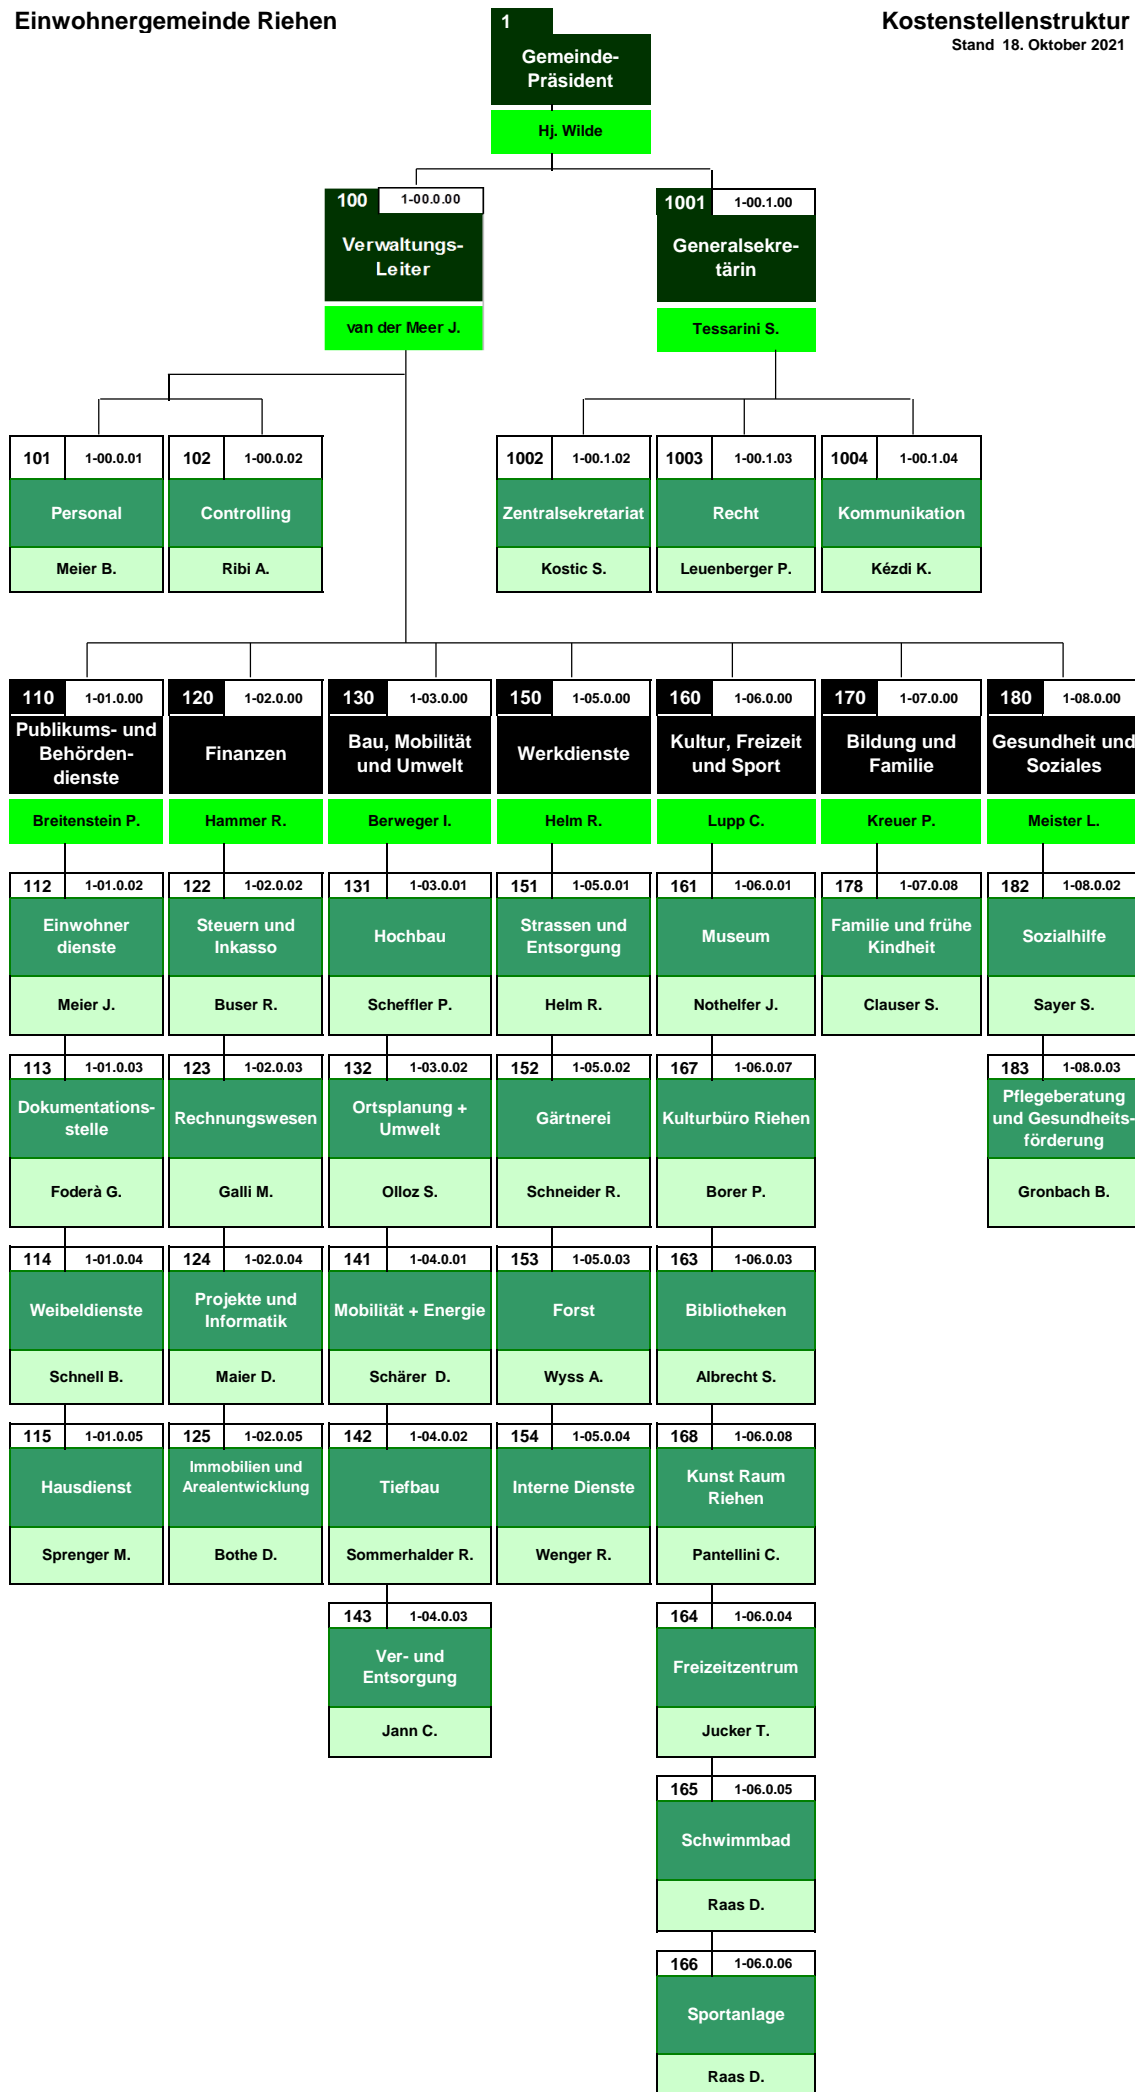 Einwohnergemeinde Riehen
Kostenstellenstruktur
Stand 18. Oktober 2021
1
Gemeinde-
Präsident
Hj. Wilde
100 1-00.0.00
Verwaltungs-
Leiter
van der Meer J.
1001 1-00.1.00
Generalsekre-
tärin
Tessarini S.
101 1-00.0.01
Personal
Meier B.
102 1-00.0.02
Controlling
Ribi A.
1002 1-00.1.02
Zentralsekretariat
Kostic S.
1003 1-00.1.03
Recht
Leuenberger P.
1004 1-00.1.04
Kommunikation
Kézdi K.
110 1-01.0.00
Publikums- und
Behörden-
dienste
Breitenstein P.
112 1-01.0.02
Einwohner
dienste
Meier J.
113 1-01.0.03
Dokumentations-
stelle
Foderà G.
114 1-01.0.04
Weibeldienste
Schnell B.
115 1-01.0.05
Hausdienst
Sprenger M.
120 1-02.0.00
Finanzen
Hammer R.
122 1-02.0.02
Steuern und
Inkasso
Buser R.
123 1-02.0.03
Rechnungswesen
Galli M.
124 1-02.0.04
Projekte und
Informatik
Maier D.
125 1-02.0.05
Immobilien und
Arealentwicklung
Bothe D.
130 1-03.0.00
Bau, Mobilität
und Umwelt
Berweger I.
131 1-03.0.01
Hochbau
Scheffler P.
132 1-03.0.02
Ortsplanung +
Umwelt
Olloz S.
141 1-04.0.01
Mobilität + Energie
Schärer D.
142 1-04.0.02
Tiefbau
Sommerhalder R.
143 1-04.0.03
Ver- und
Entsorgung
Jann C.
150 1-05.0.00
Werkdienste
Helm R.
151 1-05.0.01
Strassen und
Entsorgung
Helm R.
152 1-05.0.02
Gärtnerei
Schneider R.
153 1-05.0.03
Forst
Wyss A.
154 1-05.0.04
Interne Dienste
Wenger R.
160 1-06.0.00
Kultur, Freizeit
und Sport
Lupp C.
161 1-06.0.01
Museum
Nothelfer J.
167 1-06.0.07
Kulturbüro Riehen
Borer P.
163 1-06.0.03
Bibliotheken
Albrecht S.
168 1-06.0.08
Kunst Raum
Riehen
Pantellini C.
164 1-06.0.04
Freizeitzentrum
Jucker T.
165 1-06.0.05
Schwimmbad
Raas D.
166 1-06.0.06
Sportanlage
Raas D.
170 1-07.0.00
Bildung und
Familie
Kreuer P.
178 1-07.0.08
Familie und frühe
Kindheit
Clauser S.
180 1-08.0.00
Gesundheit und
Soziales
Meister L.
182 1-08.0.02
Sozialhilfe
Sayer S.
183 1-08.0.03
Pflegeberatung
und Gesundheits-
förderung
Gronbach B.